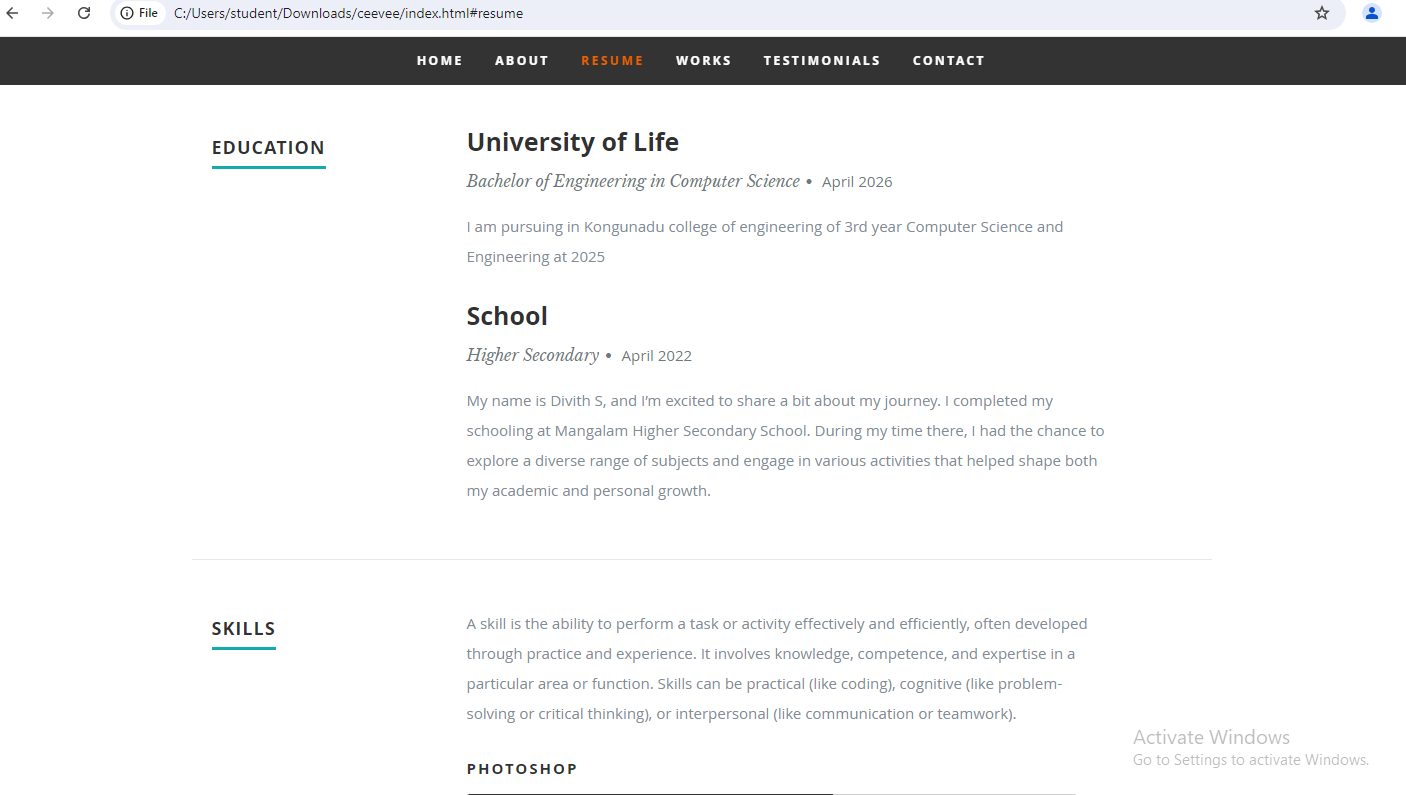 File C:/Users/student/Downloads/ceevee/index.html#resume
HOME ABOUT RESUME WORKS TESTIMONIALS CONTACT
EDUCATION
University of Life
Bachelor of Engineering in Computer Science • April 2026
I am pursuing in Kongunadu college of engineering of 3rd year Computer Science and
Engineering at 2025
School
Higher Secondary • April 2022
My name is Divith S, and I’m excited to share a bit about my journey. I completed my
schooling at Mangalam Higher Secondary School. During my time there, I had the chance to
explore a diverse range of subjects and engage in various activities that helped shape both
my academic and personal growth.
SKILLS
A skill is the ability to perform a task or activity effectively and efficiently, often developed
through practice and experience. It involves knowledge, competence, and expertise in a
particular area or function. Skills can be practical (like coding), cognitive (like problem-
solving or critical thinking), or interpersonal (like communication or teamwork).
PHOTOSHOP
Activate Windows
Go to Settings to activate Windows.